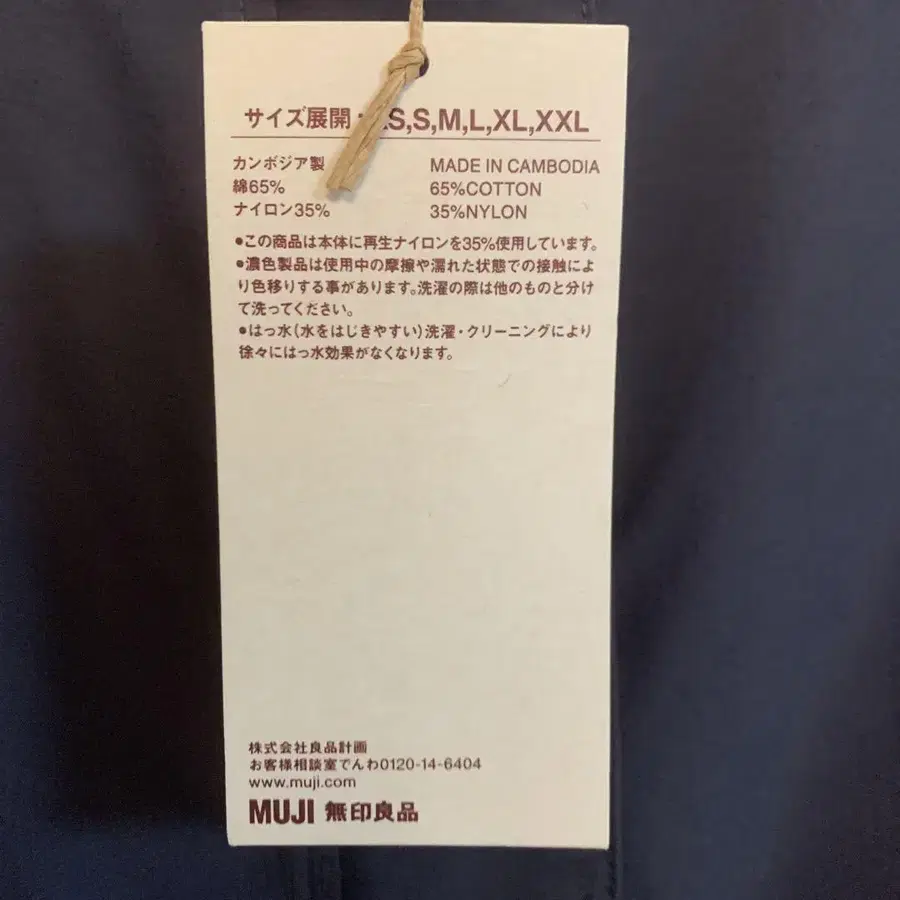 サイズ展開:XS,S,M,L,XL,XXL
カンボジア製 MADE IN CAMBODIA
綿65% 65%COTTON
ナイロン35% 35%NYLON
●この商品は本体に再生ナイロンを35%使用しています。
●濃色製品は使用中の摩擦や濡れた状態での接触によ
り色移りする事があります。洗濯の際は他のものと分け
て洗ってください。
●はっ水(水をはじきやすい)洗濯・クリーニングにより
徐々にはっ水効果がなくなります。
株式会社良品計画
お客様相談室でんわ0120-14-6404
www.muji.com
MUJI 無印良品